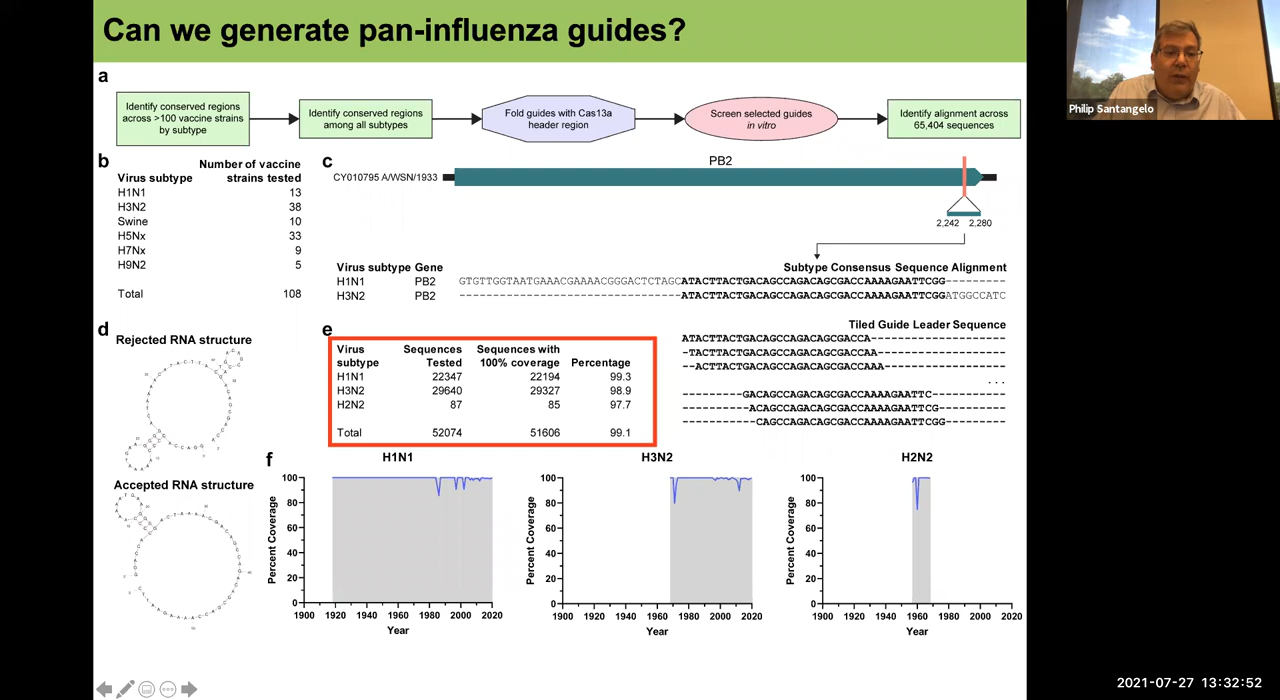 Can we generate pan-influenza guides?
Philip Santangelo
a
Identify conserved regions
across >100 vaccine strains
by subtype
Identify conserved regions
among all subtypes
Fold guides with Cas13a
header region
Screen selected guides
in vitro
Identify alignment across
65,404 sequences
b
Number of vaccine
Virus subtype strains tested
H1N1 13
H3N2 38
Swine 10
H5Nx 33
H7Nx 9
H9N2 5
Total 108
c
PB2
CY010795 A/WSN/1933
2,242 2,280
Subtype Consensus Sequence Alignment
Virus subtype Gene
H1N1 PB2 GTGTTGGTAATGAAACGAAAACGGGACTCTAGCATACTTACTGACAGCCAGACAGCGACCAAAAGAATTCGG-------
H3N2 PB2 --------------------------------ATACTTACTGACAGCCAGACAGCGACCAAAAGAATTCGGATGGCCATC
Tiled Guide Leader Sequence
ATACTTACTGACAGCCAGACAGCGACCA-------------------
-TACTTACTGACAGCCAGACAGCGACCAA------------------
--ACTTACTGACAGCCAGACAGCGACCAAA-----------------
...
---------GACAGCCAGACAGCGACCAAAAGAATTC----------
----------ACAGCCAGACAGCGACCAAAAGAATTCG---------
-----------CAGCCAGACAGCGACCAAAAGAATTCGG--------
d
Rejected RNA structure
Accepted RNA structure
e
Virus Sequences Sequences with
subtype Tested 100% coverage Percentage
H1N1 22347 22194 99.3
H3N2 29640 29327 98.9
H2N2 87 85 97.7
Total 52074 51606 99.1
f
H1N1
Percent Coverage
100
80
60
40
20
0
1900 1920 1940 1960 1980 2000 2020
Year
H3N2
Percent Coverage
100
80
60
40
20
0
1900 1920 1940 1960 1980 2000 2020
Year
H2N2
Percent Coverage
100
80
60
40
20
0
1900 1920 1940 1960 1980 2000 2020
Year
2021-07-27 13:32:52